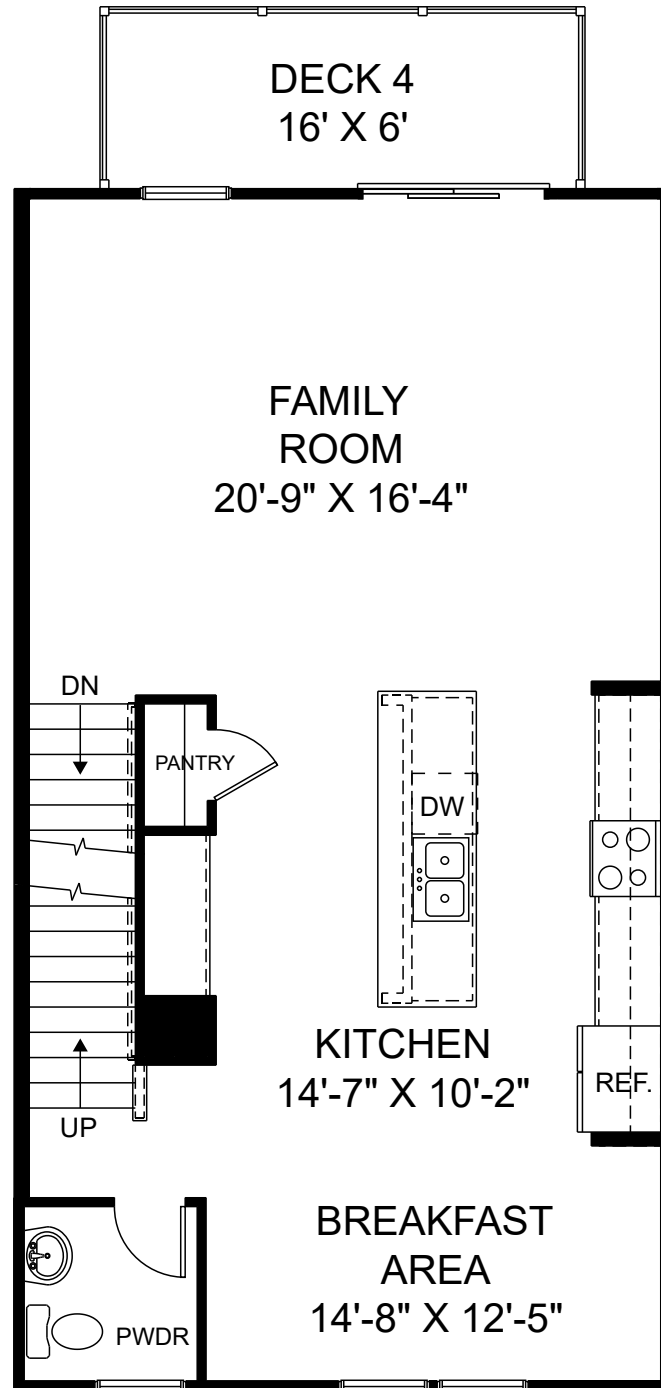 DECK 4
16' X 6'
FAMILY
ROOM
20'-9" X 16'-4"
DN
PANTRY
DW
KITCHEN
14'-7" X 10'-2"
REF.
UP
BREAKFAST
AREA
14'-8" X 12'-5"
PWDR